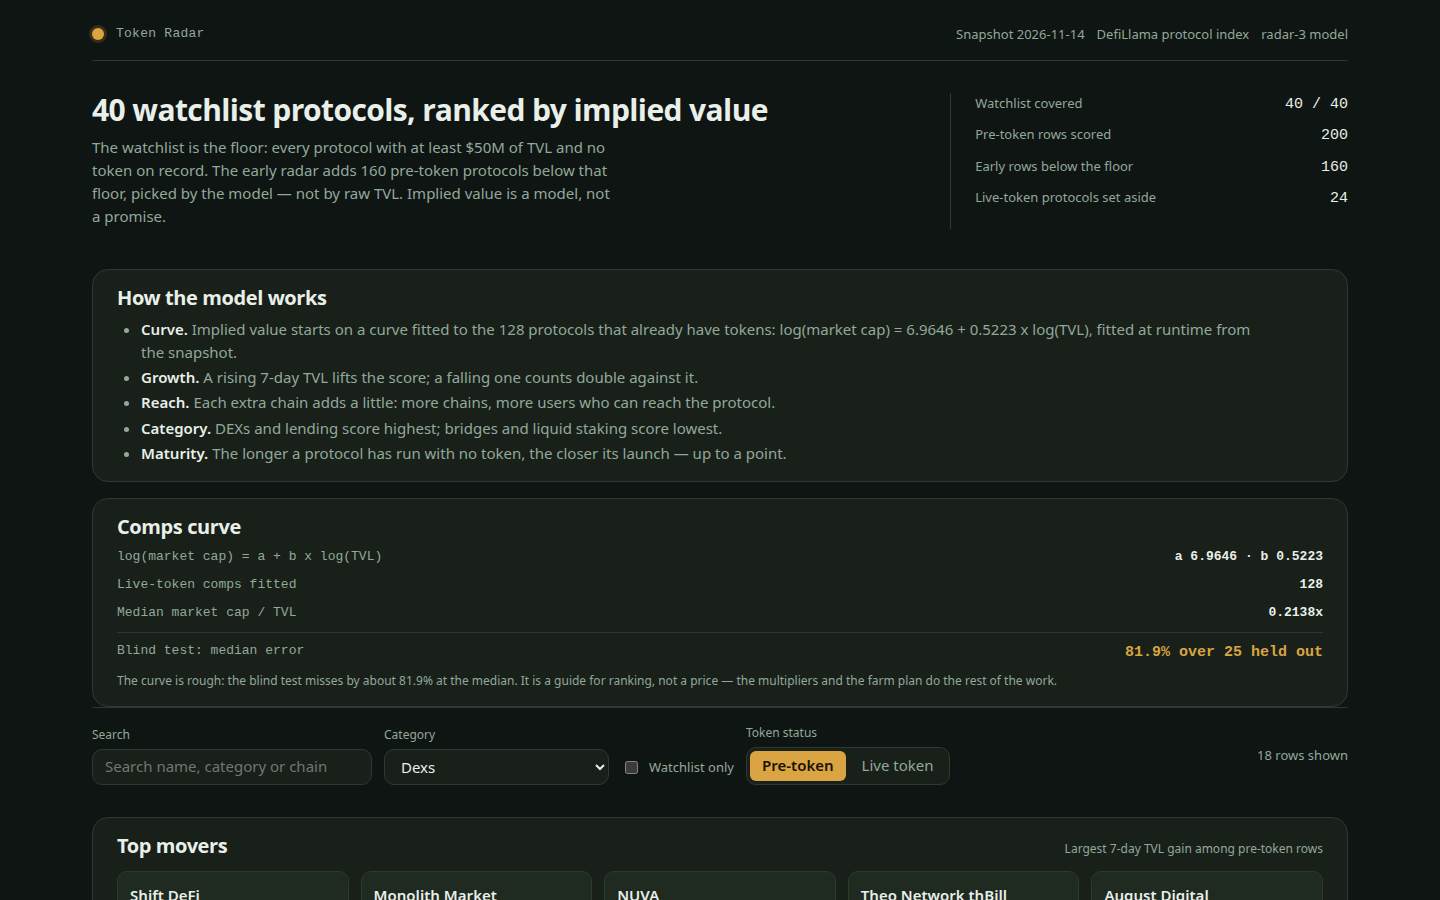 Token Radar
Snapshot 2026-11-14 DefiLlama protocol index radar-3 model
40 watchlist protocols, ranked by implied value
The watchlist is the floor: every protocol with at least $50M of TVL and no
token on record. The early radar adds 160 pre-token protocols below that
floor, picked by the model — not by raw TVL. Implied value is a model, not
a promise.
Watchlist covered 40 / 40
Pre-token rows scored 200
Early rows below the floor 160
Live-token protocols set aside 24
How the model works
Curve. Implied value starts on a curve fitted to the 128 protocols that already have tokens: log(market cap) = 6.9646 + 0.5223 x log(TVL), fitted at runtime from
the snapshot.
Growth. A rising 7-day TVL lifts the score; a falling one counts double against it.
Reach. Each extra chain adds a little: more chains, more users who can reach the protocol.
Category. DEXs and lending score highest; bridges and liquid staking score lowest.
Maturity. The longer a protocol has run with no token, the closer its launch — up to a point.
Comps curve
log(market cap) = a + b x log(TVL) a 6.9646 · b 0.5223
Live-token comps fitted 128
Median market cap / TVL 0.2138x
Blind test: median error 81.9% over 25 held out
The curve is rough: the blind test misses by about 81.9% at the median. It is a guide for ranking, not a price — the multipliers and the farm plan do the rest of the work.
Search Category Token status
Search name, category or chain Dexs Watchlist only Pre-token Live token 18 rows shown
Top movers Largest 7-day TVL gain among pre-token rows
Shift DeFi Monolith Market NUVA Theo Network thBill August Digital